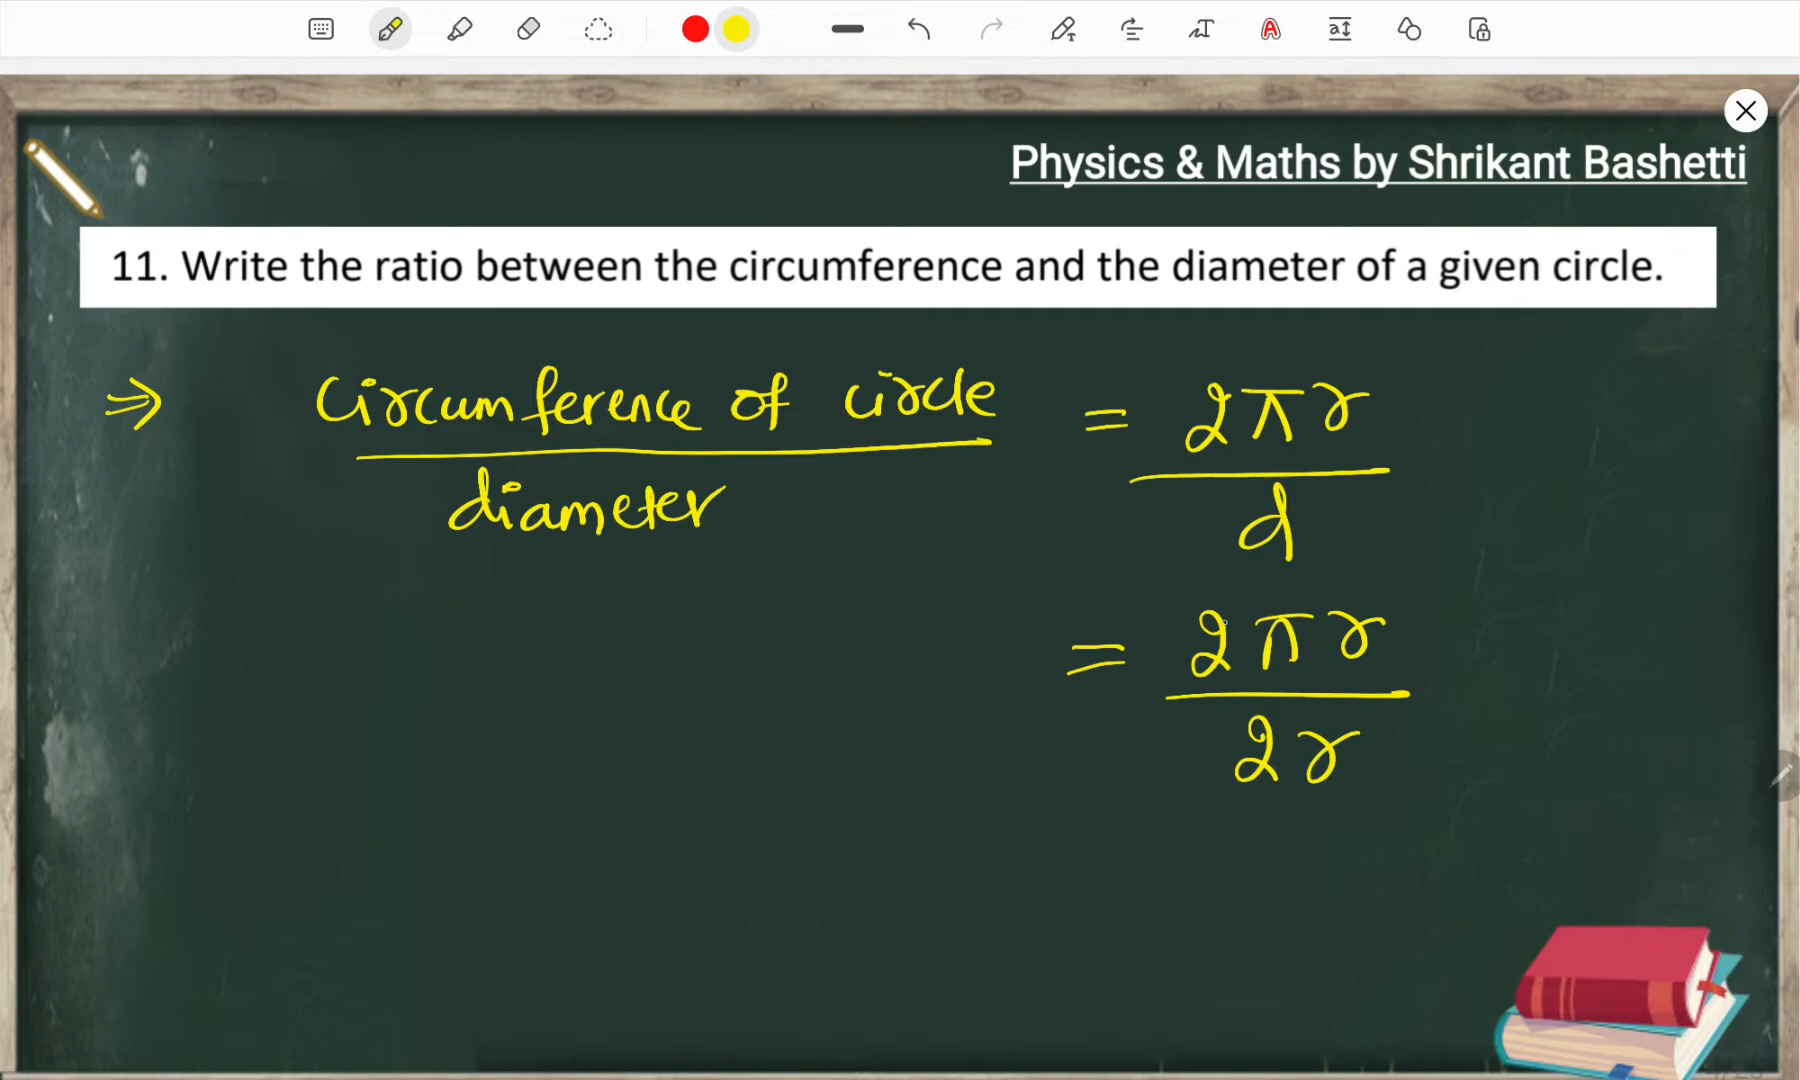 Physics & Maths by Shrikant Bashetti
11. Write the ratio between the circumference and the diameter of a given circle.
⇒ Circumference of circle / diameter = 2πr / d
= 2πr / 2r